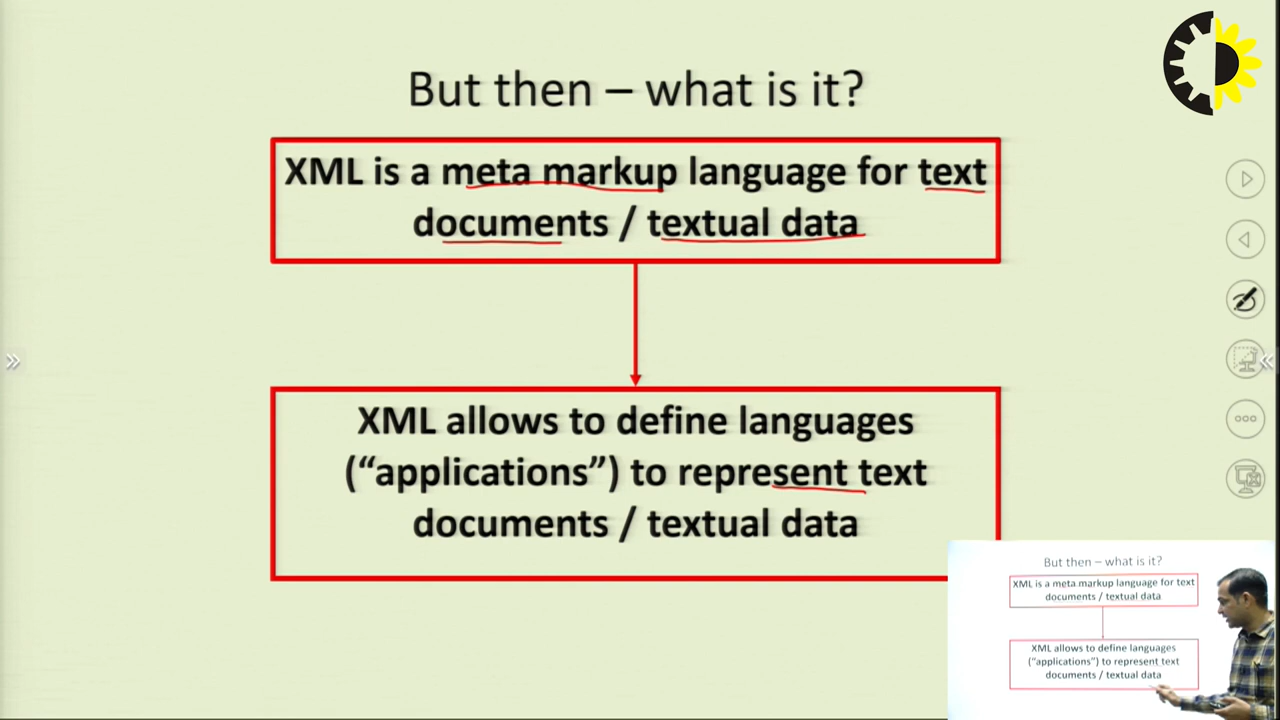 But then – what is it?
XML is a meta markup language for text
documents / textual data
XML allows to define languages
(“applications”) to represent text
documents / textual data
But then – what is it?
XML is a meta markup language for text
documents / textual data
XML allows to define languages
(“applications”) to represent text
documents / textual data